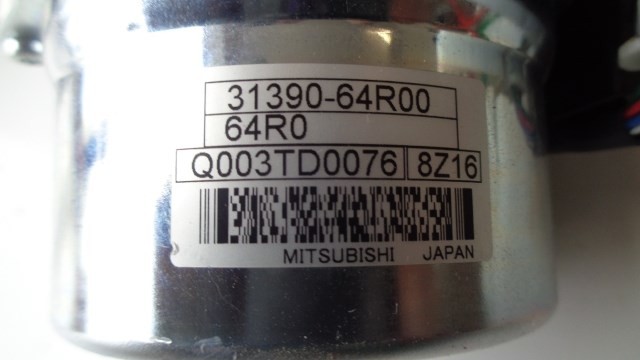 31390-64R00
64R0
Q003TD0076 8Z16
MITSUBISHI JAPAN